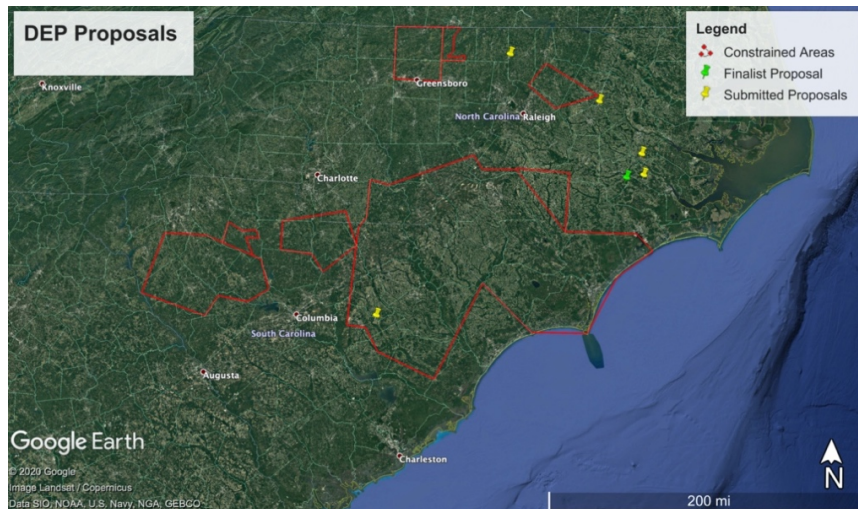 DEP Proposals
Legend
Constrained Areas
Finalist Proposal
Submitted Proposals
Knoxville
Greensboro
North Carolina
Raleigh
Charlotte
Columbia
South Carolina
Augusta
Charleston
Google Earth
© 2020 Google
Image Landsat / Copernicus
Data SIO, NOAA, U.S. Navy, NGA, GEBCO
N
200 mi